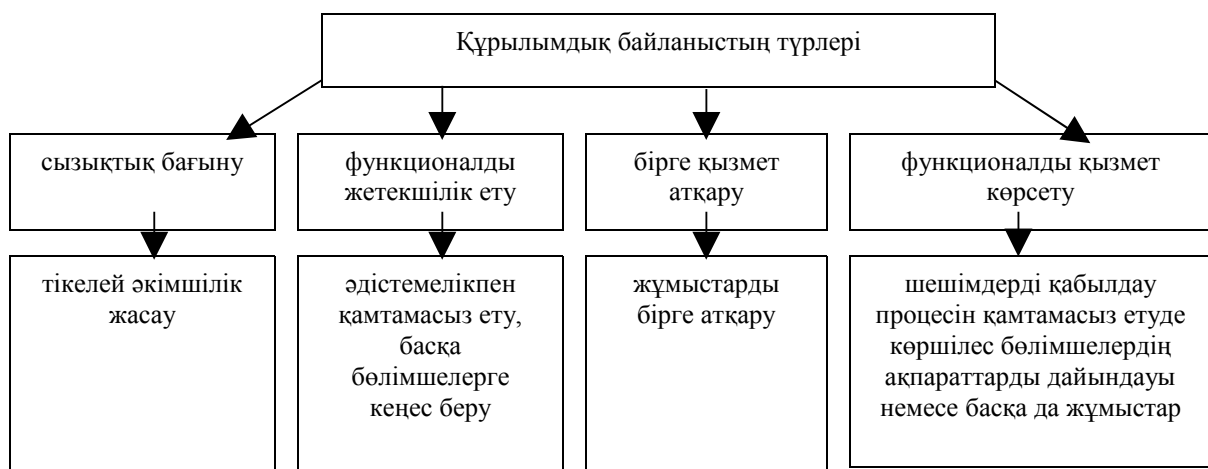 Құрылымдық байланыстың түрлері
сызықтық бағыну
функционалды
жетекшілік ету
бірге қызмет
атқару
функционалды қызмет
көрсету
тікелей әкімшілік
жасау
әдістемелікпен
қамтамасыз ету,
басқа
бөлімшелерге
кеңес беру
жұмыстарды
бірге атқару
шешімдерді қабылдау
процесін қамтамасыз етуде
көршілес бөлімшелердің
ақпараттарды дайындауы
немесе басқа да жұмыстар